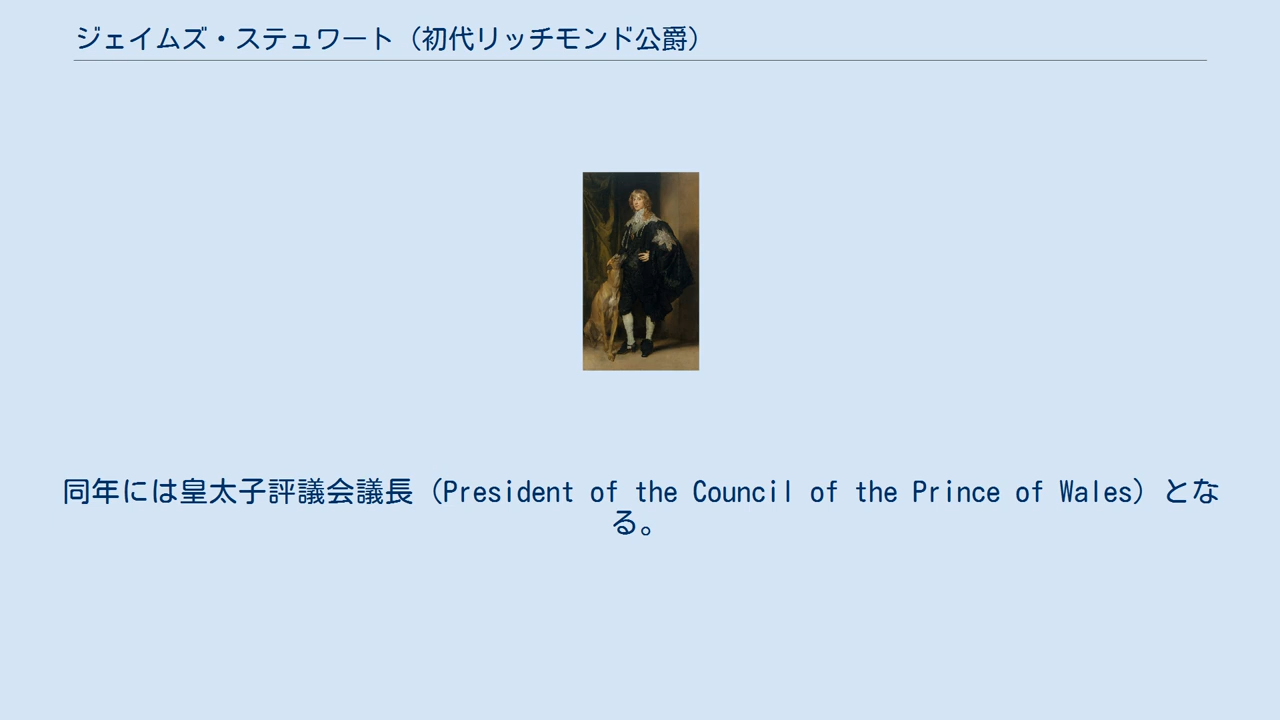 ジェイムズ・ステュワート（初代リッチモンド公爵）
同年には皇太子評議会議長（President of the Council of the Prince of Wales）とな
る。